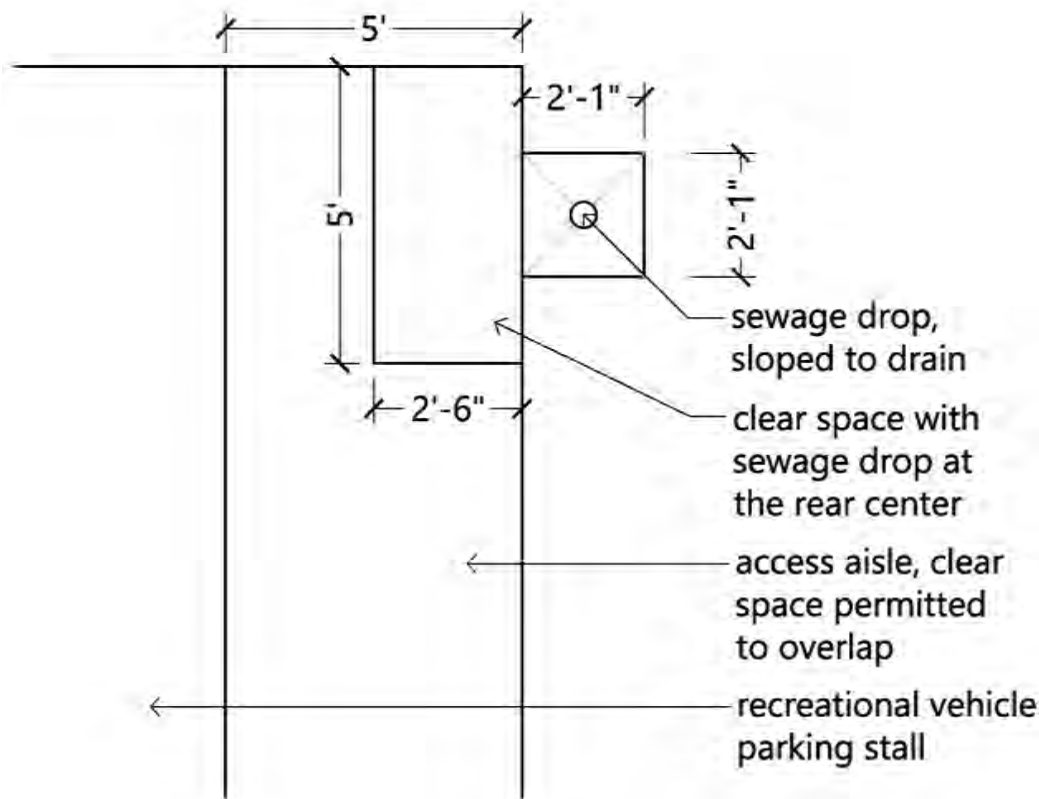 5'
2'-1"
2'-1"
5'
sewage drop,
sloped to drain
2'-6"
clear space with
sewage drop at
the rear center
access aisle, clear
space permitted
to overlap
recreational vehicle
parking stall